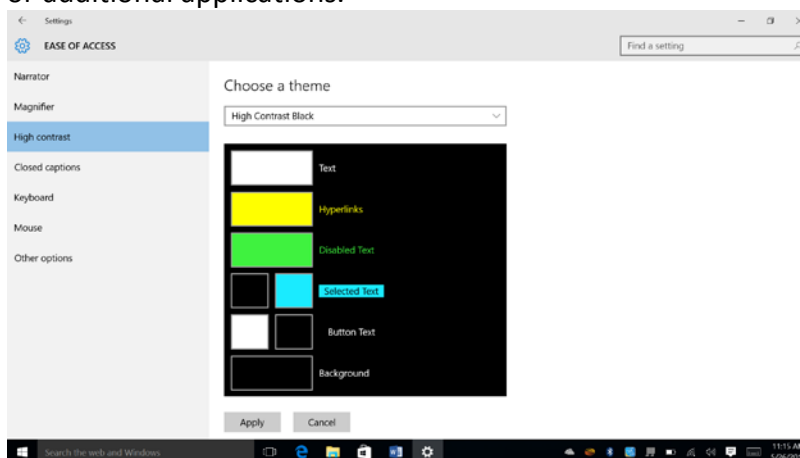 or additional applications.
Settings
EASE OF ACCESS
Find a setting
Narrator
Magnifier
High contrast
Closed captions
Keyboard
Mouse
Other options
Choose a theme
High Contrast Black
Text
Hyperlinks
Disabled Text
Selected Text
Button Text
Background
Apply Cancel
Search the web and Windows
11:15 AM